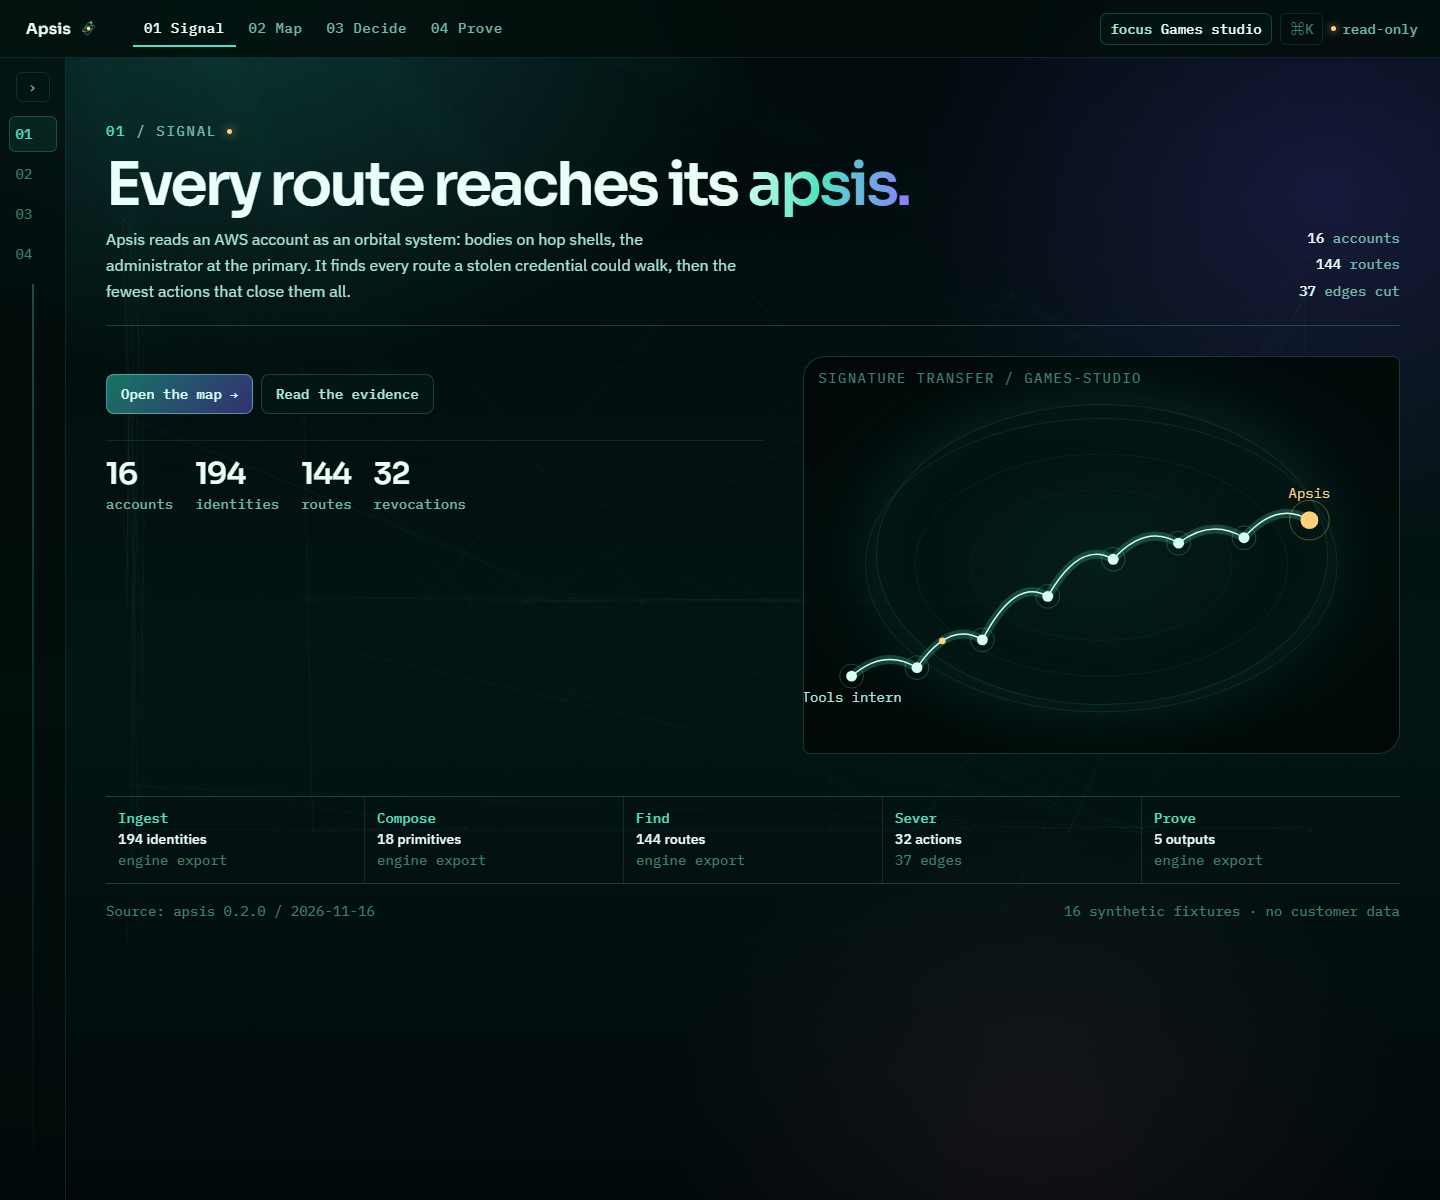 Apsis
01 Signal
02 Map
03 Decide
04 Prove
focus Games studio
⌘K
read-only
›
01
02
03
04
01 / SIGNAL
Every route reaches its apsis.
Apsis reads an AWS account as an orbital system: bodies on hop shells, the
administrator at the primary. It finds every route a stolen credential could walk, then the
fewest actions that close them all.
16 accounts
144 routes
37 edges cut
Open the map →
Read the evidence
16 accounts
194 identities
144 routes
32 revocations
SIGNATURE TRANSFER / GAMES-STUDIO
Apsis
Tools intern
Ingest
194 identities
engine export
Compose
18 primitives
engine export
Find
144 routes
engine export
Sever
32 actions
37 edges
Prove
5 outputs
engine export
Source: apsis 0.2.0 / 2026-11-16
16 synthetic fixtures · no customer data